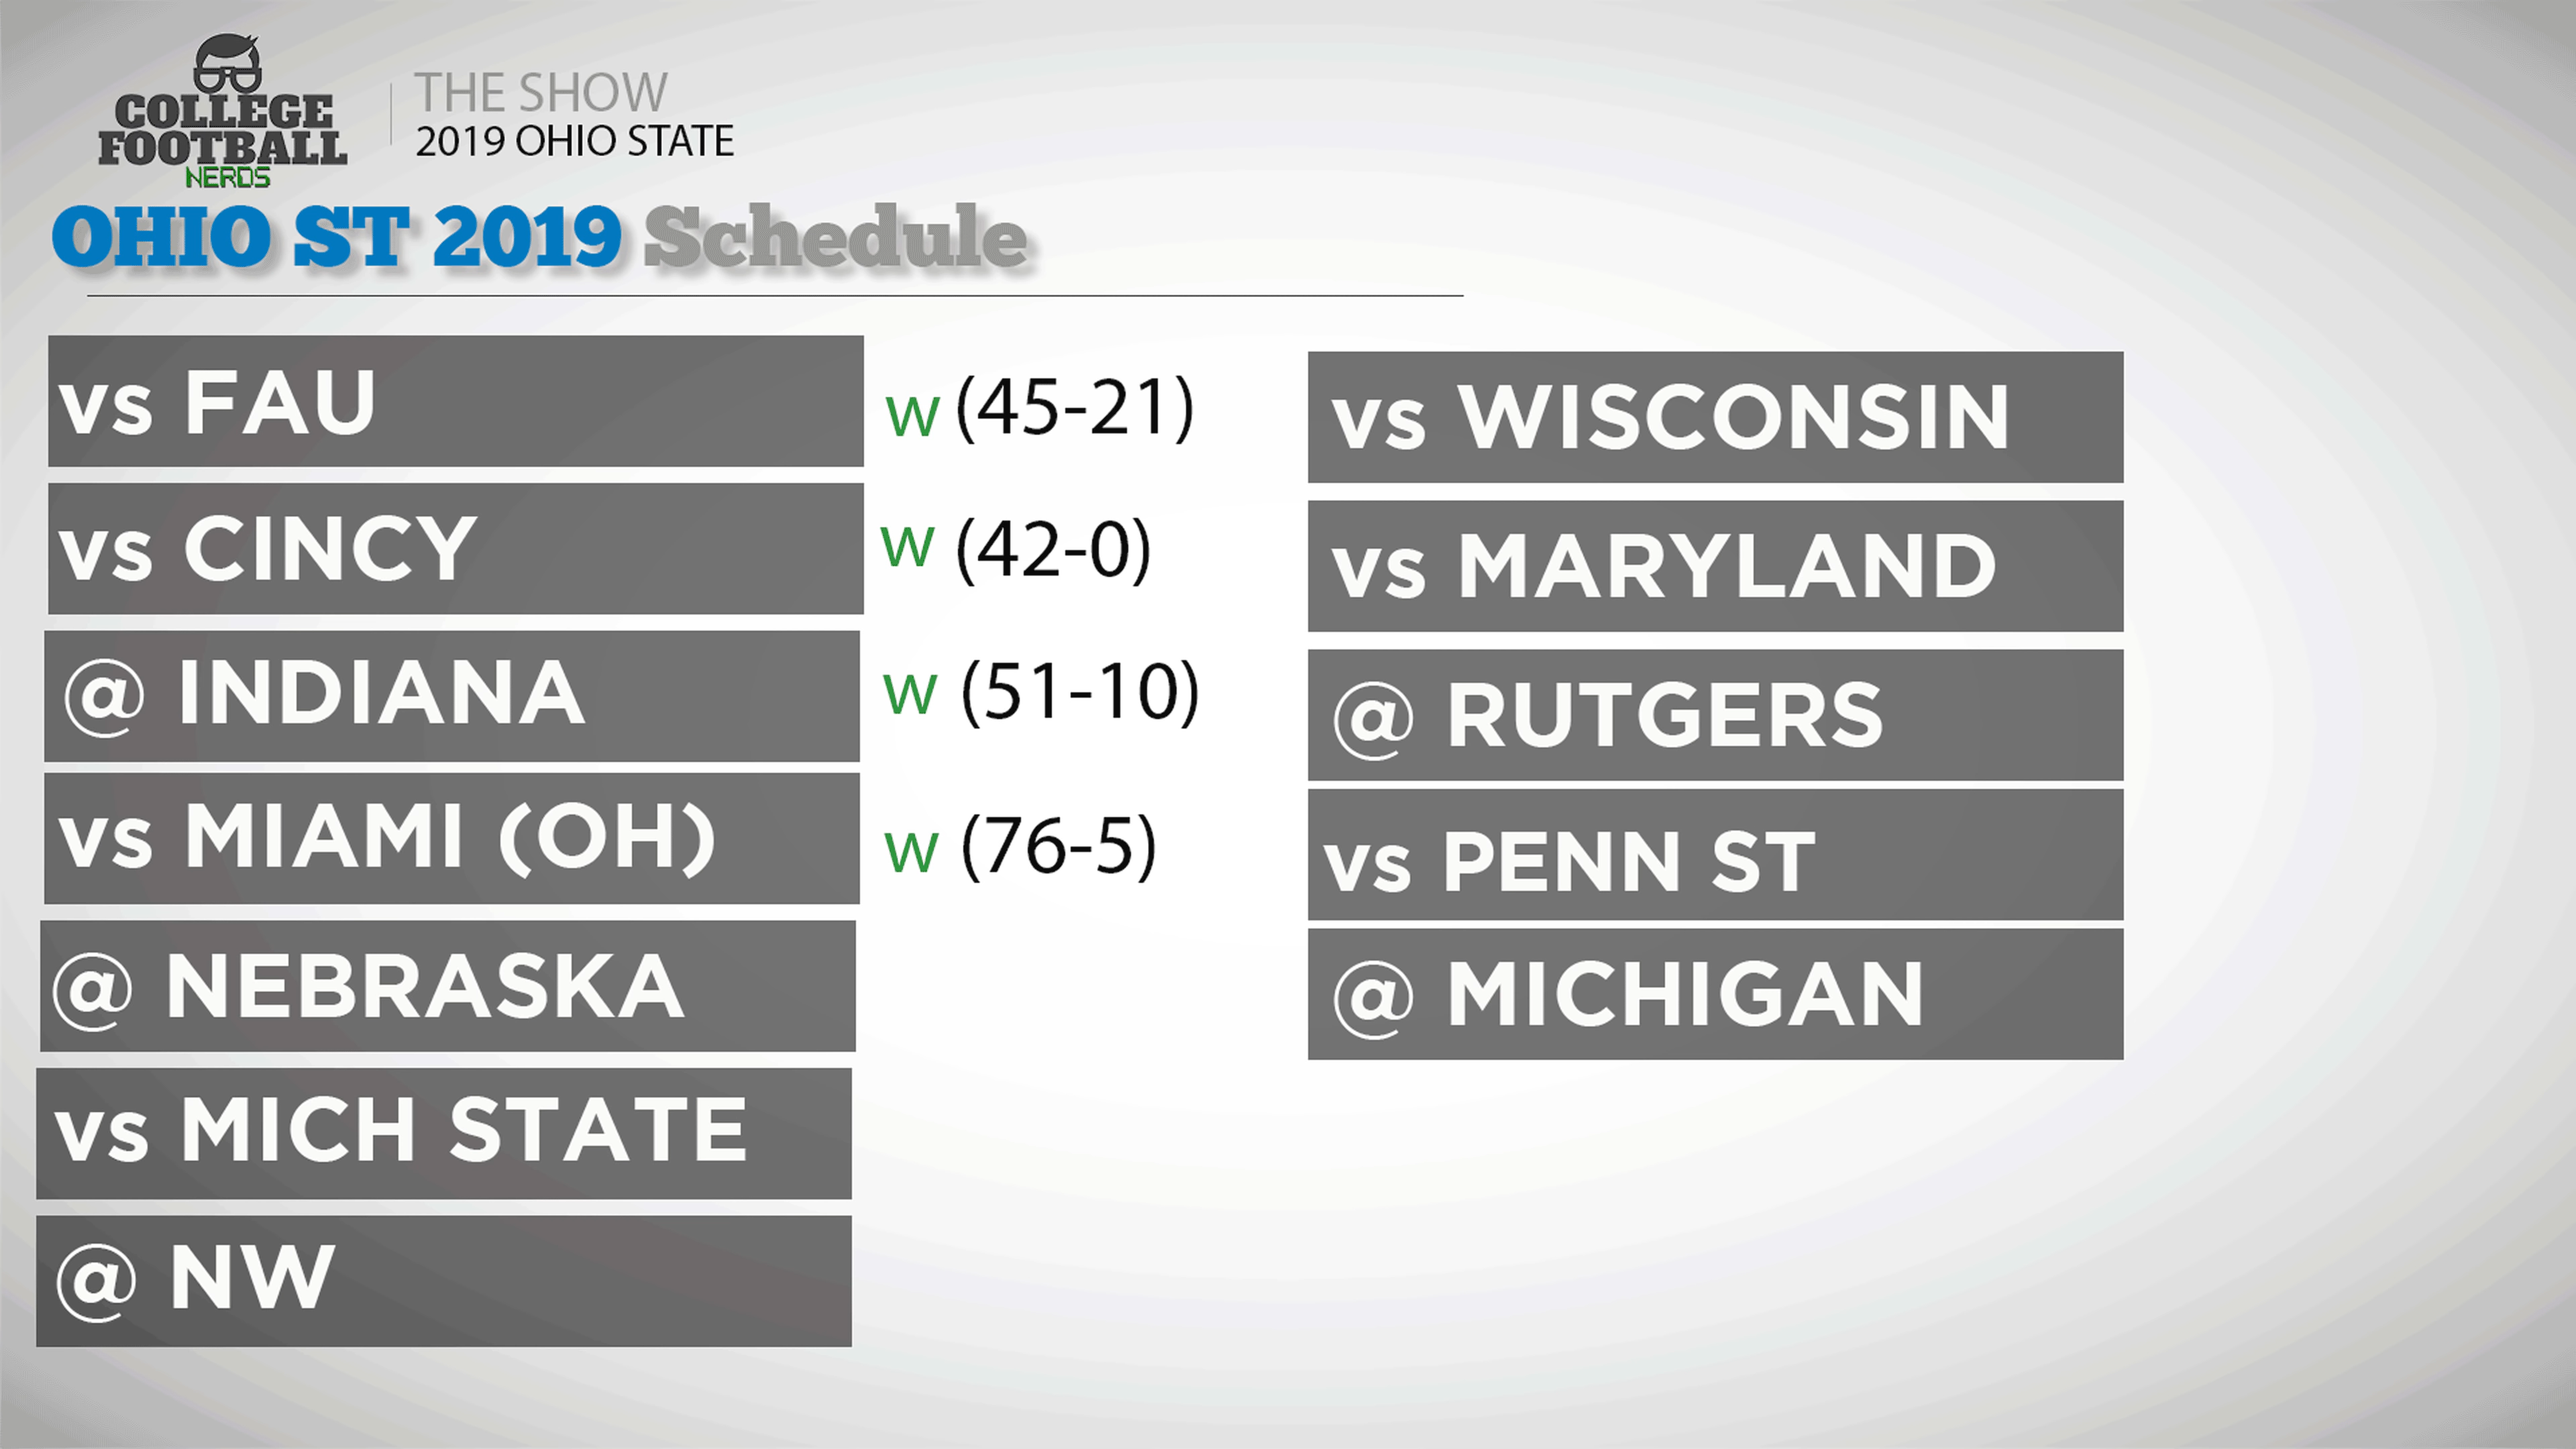 COLLEGE
FOOTBALL
NERDS
THE SHOW
2019 OHIO STATE
OHIO ST 2019 Schedule
vs FAU W (45-21)
vs CINCY W (42-0)
@ INDIANA W (51-10)
vs MIAMI (OH) W (76-5)
@ NEBRASKA
vs MICH STATE
@ NW
vs WISCONSIN
vs MARYLAND
@ RUTGERS
vs PENN ST
@ MICHIGAN